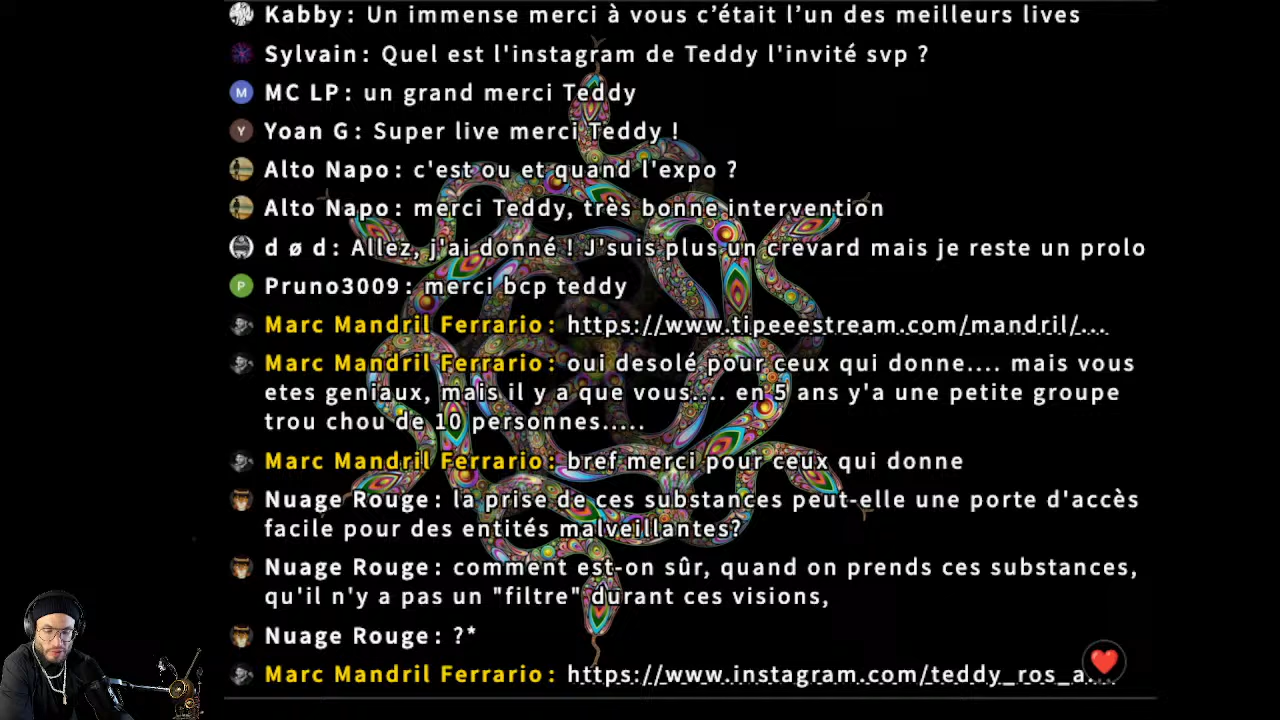 Kabby: Un immense merci à vous c’était l’un des meilleurs lives
Sylvain: Quel est l'instagram de Teddy l'invité svp ?
M MC LP: un grand merci Teddy
Y Yoan G: Super live merci Teddy !
Alto Napo: c'est ou et quand l'expo ?
Alto Napo: merci Teddy, très bonne intervention
d ø d: Allez, j'ai donné ! J'suis plus un crevard mais je reste un prolo
P Pruno3009: merci bcp teddy
Marc Mandril Ferrario: https://www.tipeeestream.com/mandril/...
Marc Mandril Ferrario: oui desolé pour ceux qui donne.... mais vous
etes geniaux, mais il y a que vous.... en 5 ans y'a une petite groupe
trou chou de 10 personnes.....
Marc Mandril Ferrario: bref merci pour ceux qui donne
Nuage Rouge: la prise de ces substances peut-elle une porte d'accès
facile pour des entités malveillantes?
Nuage Rouge: comment est-on sûr, quand on prends ces substances,
qu'il n'y a pas un "filtre" durant ces visions,
Nuage Rouge: ?*
Marc Mandril Ferrario: https://www.instagram.com/teddy_ros_a...